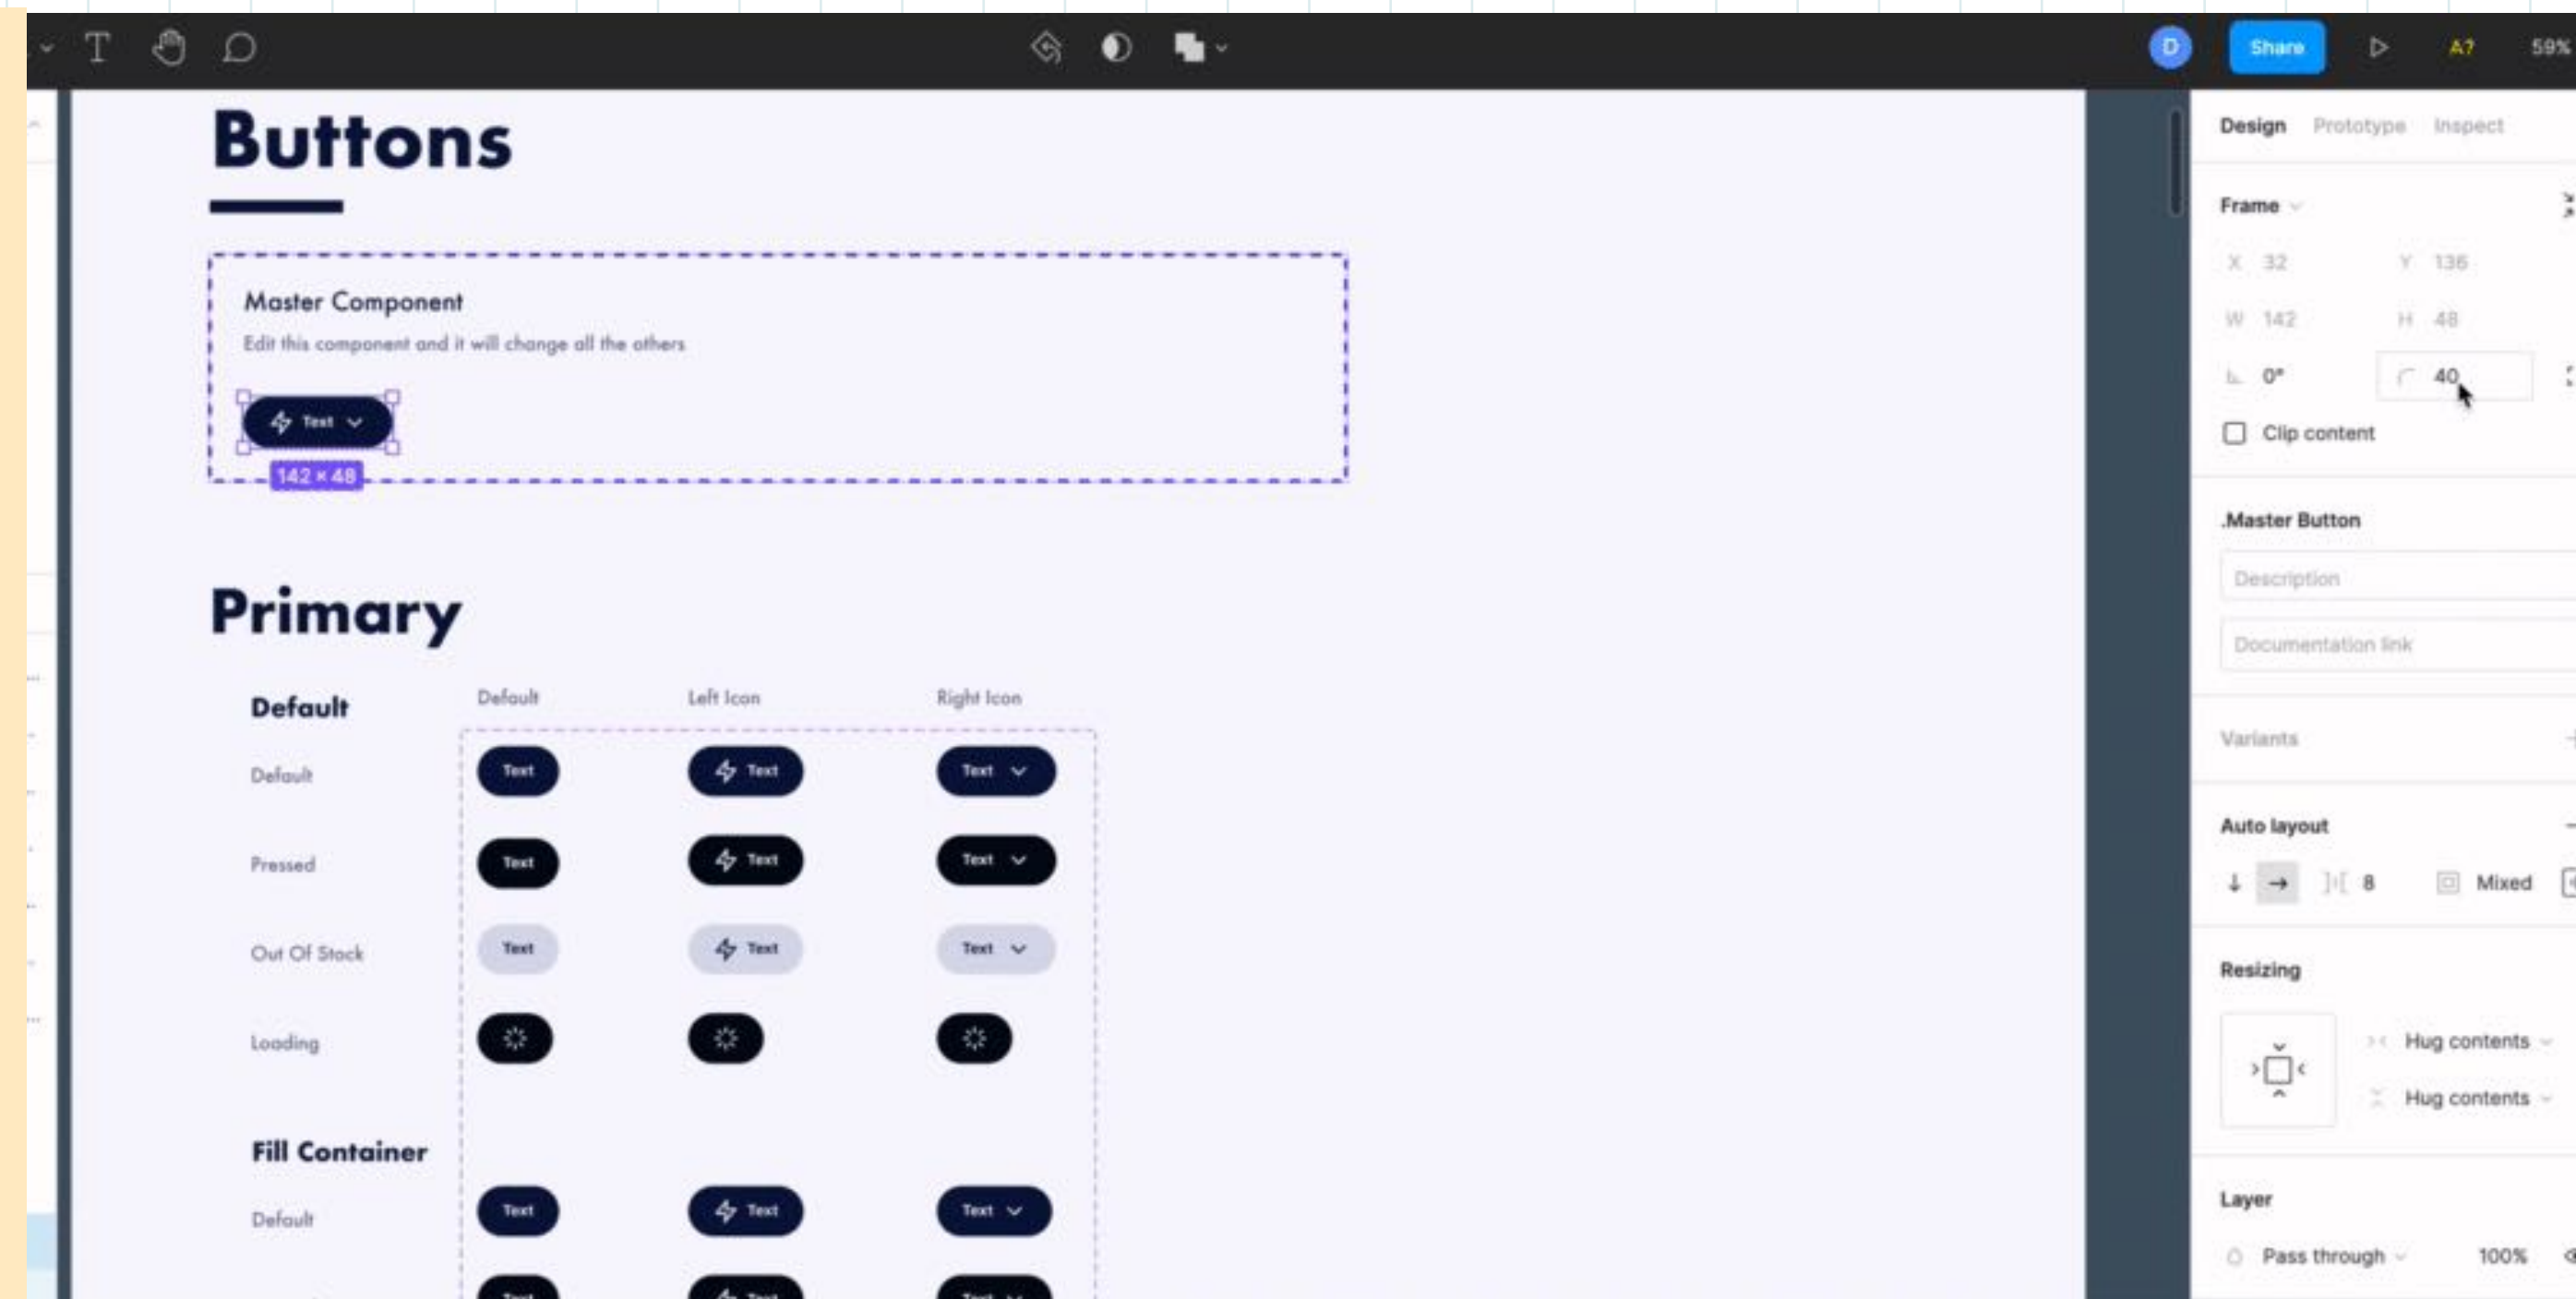 D
Share
A?
59%
Buttons
Design Prototype Inspect
Frame
X 32 Y 136
Master Component
W 142 H 48
Edit this component and it will change all the others
0° 40
Text
Clip content
142 × 48
.Master Button
Description
Primary
Documentation link
Default Default Left Icon Right Icon
Variants
Default Text Text Text
Auto layout
Pressed Text Text Text
8 Mixed
Out Of Stock Text Text Text
Resizing
Loading
Hug contents
Hug contents
Fill Container
Layer
Default Text Text Text
Pass through 100%
Text Text Text